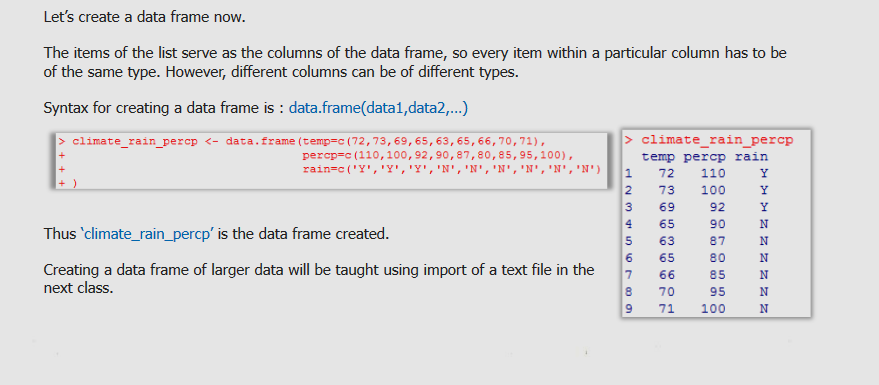 Let's create a data frame now.
The items of the list serve as the columns of the data frame, so every item within a particular column has to be
of the same type. However, different columns can be of different types.
Syntax for creating a data frame is : data.frame(data1,data2,...)
> climate_rain_percp <- data.frame(temp=c(72,73,69,65,63,65,66,70,71),
+ percp=c(110,100,92,90,87,80,85,95,100),
+ rain=c('Y','Y','Y','N','N','N','N','N','N')
+ )
> climate_rain_percp
temp percp rain
1 72 110 Y
2 73 100 Y
3 69 92 Y
4 65 90 N
5 63 87 N
6 65 80 N
7 66 85 N
8 70 95 N
9 71 100 N
Thus 'climate_rain_percp' is the data frame created.
Creating a data frame of larger data will be taught using import of a text file in the
next class.